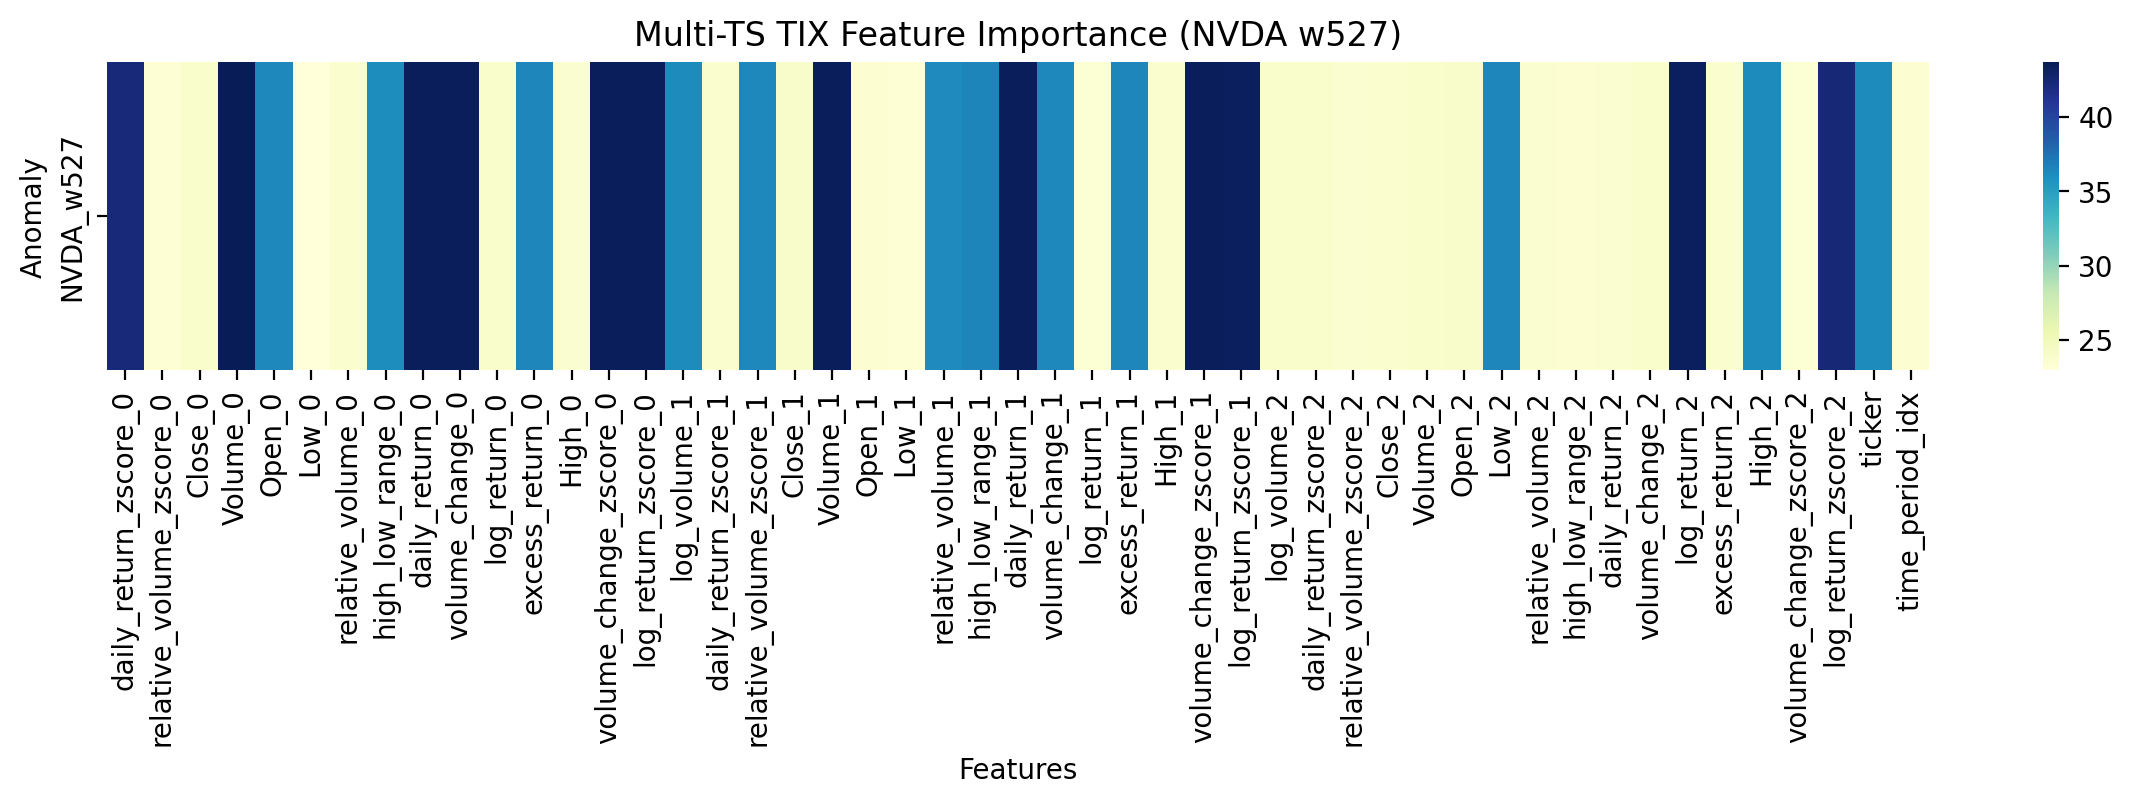 Multi-TS TIX Feature Importance (NVDA w527)
Anomaly
NVDA_w527
40
35
30
25
daily_return_zscore_0
relative_volume_zscore_0
Close_0
Volume_0
Open_0
Low_0
relative_volume_0
high_low_range_0
daily_return_0
volume_change_0
log_return_0
excess_return_0
High_0
volume_change_zscore_0
log_return_zscore_0
log_volume_1
daily_return_zscore_1
relative_volume_zscore_1
Close_1
Volume_1
Open_1
Low_1
relative_volume_1
high_low_range_1
daily_return_1
volume_change_1
log_return_1
excess_return_1
High_1
volume_change_zscore_1
log_return_zscore_1
log_volume_2
daily_return_zscore_2
relative_volume_zscore_2
Close_2
Volume_2
Open_2
Low_2
relative_volume_2
high_low_range_2
daily_return_2
volume_change_2
log_return_2
excess_return_2
High_2
volume_change_zscore_2
log_return_zscore_2
ticker
time_period_idx
Features